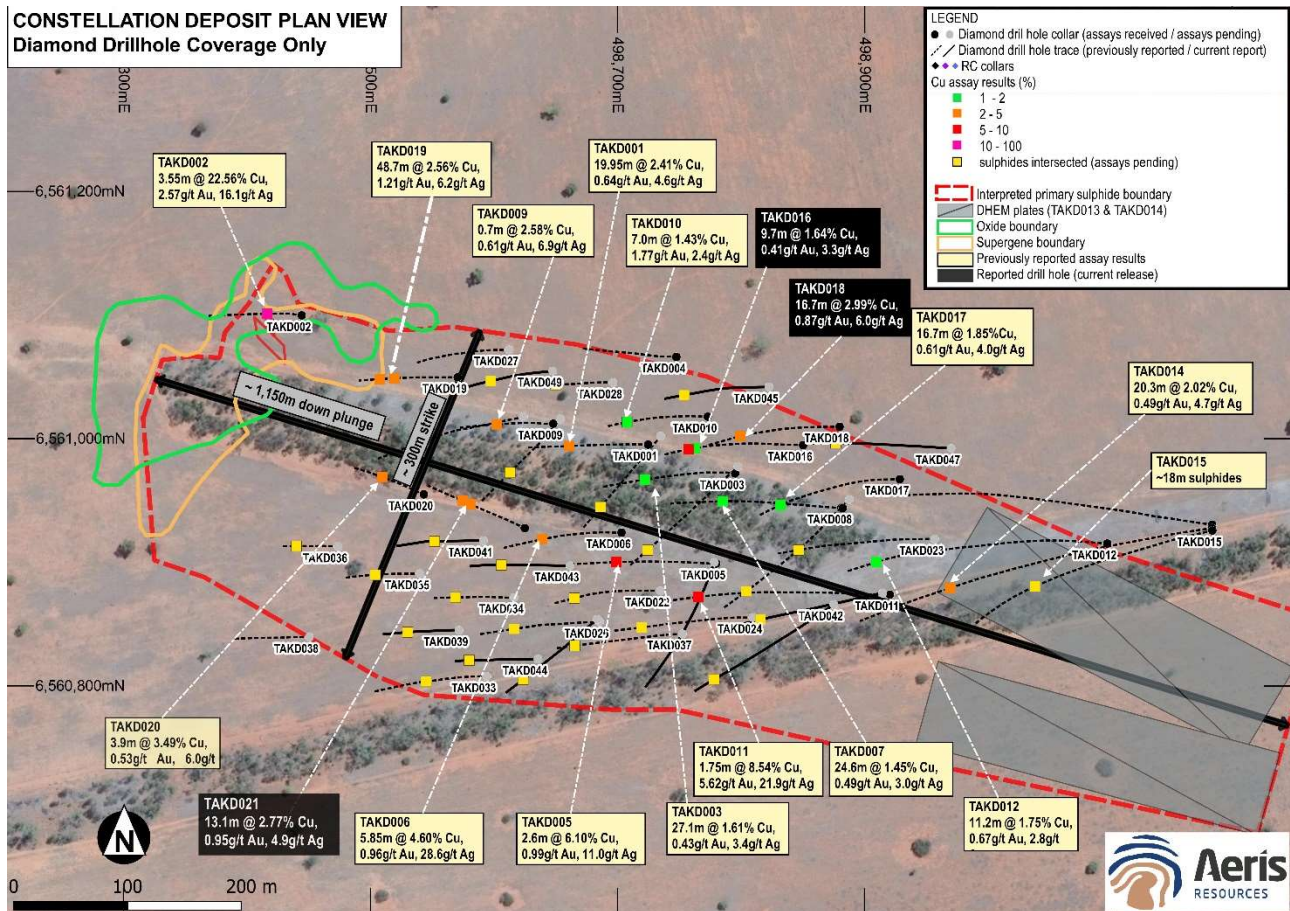 CONSTELLATION DEPOSIT PLAN VIEW
Diamond Drillhole Coverage Only
300mE
500mE
498,700mE
498,900mE
LEGEND
Diamond dril hole collar (assays received / assays pending)
Diamond drill hole trace (previously reported / current report)
RC collars
Cu assay results (%)
1 - 2
2 - 5
5 - 10
10 - 100
sulphides intersected (assays pending)
Interpreted primary sulphide boundary
DHEM plates (TAKD013 & TAKD014)
Oxide boundary
Supergene boundary
Previously reported assay results
Reported drill hole (current release)
6,561,200mN
6,561,000mN
6,560,800mN
TAKD002
3.55m @ 22.56% Cu,
2.57g/t Au, 16.1g/t Ag
TAKD019
48.7m @ 2.56% Cu,
1.21g/t Au, 6.2g/t Ag
TAKD001
19.95m @ 2.41% Cu,
0.64g/t Au, 4.6g/t Ag
TAKD009
0.7m @ 2.58% Cu,
0.61g/t Au, 6.9g/t Ag
TAKD010
7.0m @ 1.43% Cu,
1.77g/t Au, 2.4g/t Ag
TAKD016
9.7m @ 1.64% Cu,
0.41g/t Au, 3.3g/t Ag
TAKD018
16.7m @ 2.99% Cu,
0.87g/t Au, 6.0g/t Ag
TAKD017
16.7m @ 1.85%Cu,
0.61g/t Au, 4.0g/t Ag
TAKD014
20.3m @ 2.02% Cu,
0.49g/t Au, 4.7g/t Ag
TAKD015
~18m sulphides
TAKD002
TAKD027
TAKD004
TAKD019
TAKD049
TAKD028
TAKD045
~ 1,150m down plunge
~ 300m strike
TAKD009
TAKD010
TAKD018
TAKD001
TAKD016
TAKD047
TAKD003
TAKD017
TAKD020
TAKD008
TAKD006
TAKD023
TAKD012
TAKD015
TAKD036
TAKD041
TAKD043
TAKD005
TAKD035
TAKD034
TAKD022
TAKD011
TAKD042
TAKD024
TAKD026
TAKD039
TAKD037
TAKD038
TAKD044
TAKD033
TAKD020
3.9m @ 3.49% Cu,
0.53g/t Au, 6.0g/t
TAKD021
13.1m @ 2.77% Cu,
0.95g/t Au, 4.9g/t Ag
TAKD006
5.85m @ 4.60% Cu,
0.96g/t Au, 28.6g/t Ag
TAKD005
2.6m @ 6.10% Cu,
0.99g/t Au, 11.0g/t Ag
TAKD011
1.75m @ 8.54% Cu,
5.62g/t Au, 21.9g/t Ag
TAKD003
27.1m @ 1.61% Cu,
0.43g/t Au, 3.4g/t Ag
TAKD007
24.6m @ 1.45% Cu,
0.49g/t Au, 3.0g/t Ag
TAKD012
11.2m @ 1.75% Cu,
0.67g/t Au, 2.8g/t
N
0 100 200 m
Aeris
RESOURCES